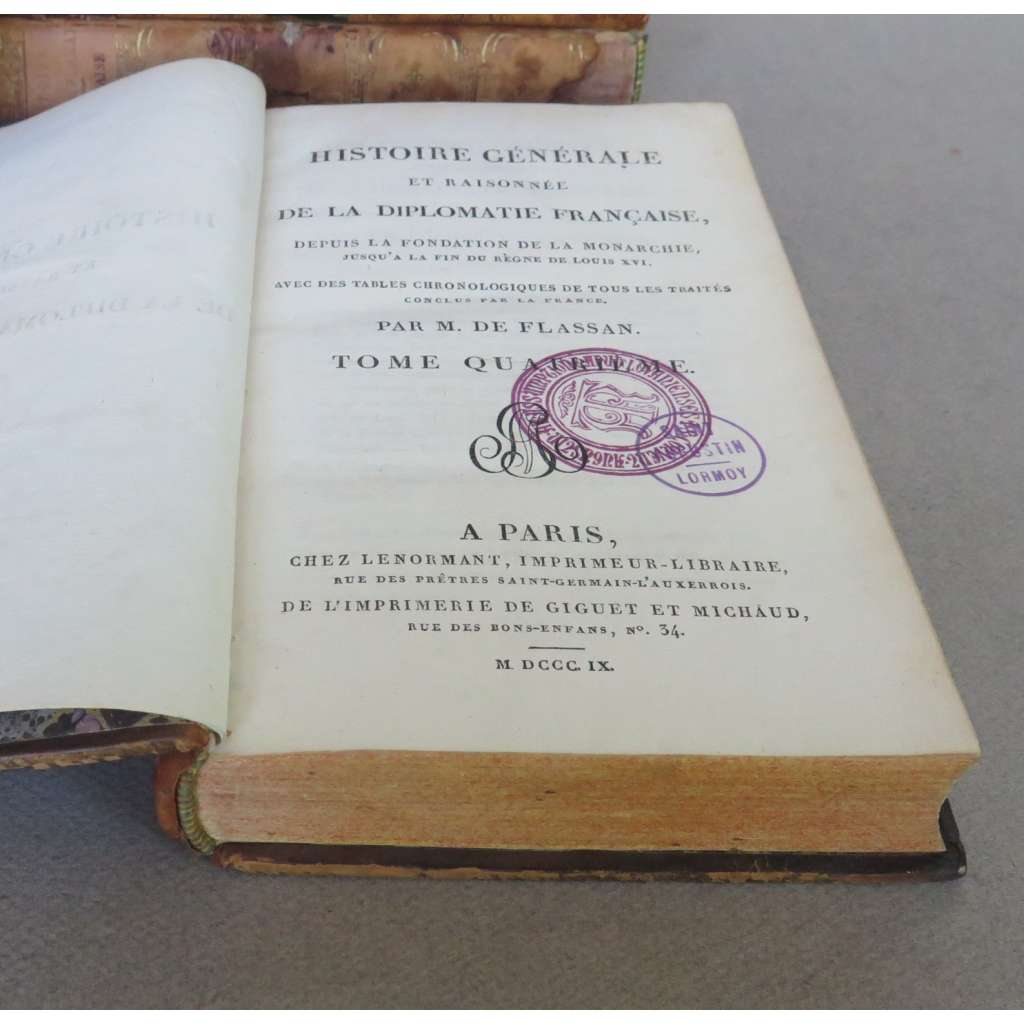 HISTOIRE GÉNÉRALE
ET RAISONNÉE
DE LA DIPLOMATIE FRANÇAISE,
DEPUIS LA FONDATION DE LA MONARCHIE,
JUSQU'A LA FIN DU RÈGNE DE LOUIS XVI.
AVEC DES TABLES CHRONOLOGIQUES DE TOUS LES TRAITÉS
CONCLUS PAR LA FRANCE.
PAR M. DE FLASSAN.
TOME QUATRIÈME.
LORMOY
A PARIS,
CHEZ LENORMANT, IMPRIMEUR-LIBRAIRE,
RUE DES PRÊTRES SAINT-GERMAIN-L'AUXERROIS.
DE L'IMPRIMERIE DE GIGUET ET MICHAUD,
RUE DES BONS-ENFANS, Nº. 34.
M. DCCC. IX.